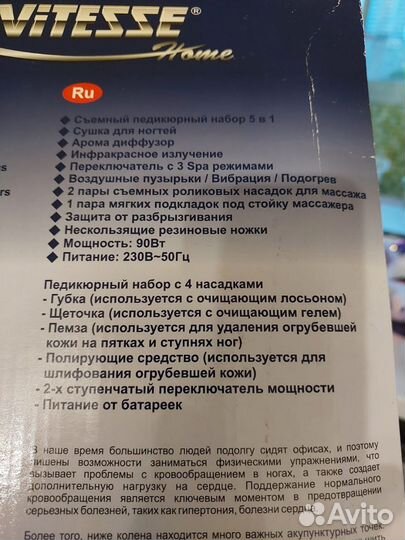 ViTESSE®
Home
Ru
◆ Съемный педикюрный набор 5 в 1
◆ Сушка для ногтей
◆ Арома диффузор
◆ Инфракрасное излучение
◆ Переключатель с 3 Spa режимами
◆ Воздушные пузырьки / Вибрация / Подогрев
◆ 2 пары съемных роликовых насадок для массажа
◆ 1 пара мягких подкладок под стойку массажера
◆ Защита от разбрызгивания
◆ Нескользящие резиновые ножки
◆ Мощность: 90Вт
◆ Питание: 230В~50Гц
Педикюрный набор с 4 насадками
- Губка (используется с очищающим лосьоном)
- Щеточка (используется с очищающим гелем)
- Пемза (используется для удаления огрубевшей
кожи на пятках и ступнях ног)
- Полирующие средство (используется для
шлифования огрубевшей кожи)
- 2-х ступенчатый переключатель мощности
- Питание от батареек
В наше время большинство людей подолгу сидят офисах, и поэтому
лишены возможности заниматься физическими упражнениями, что
вызывает проблемы с кровообращением в ногах, а также создает
дополнительную нагрузку на сердце. Поддержание нормального
кровообращения является ключевым моментом в предотвращении
серьезных болезней, таких как, гипертония, болезни сердца.
Более того, ниже колена находится много важных акупунктурных точек.
Avito